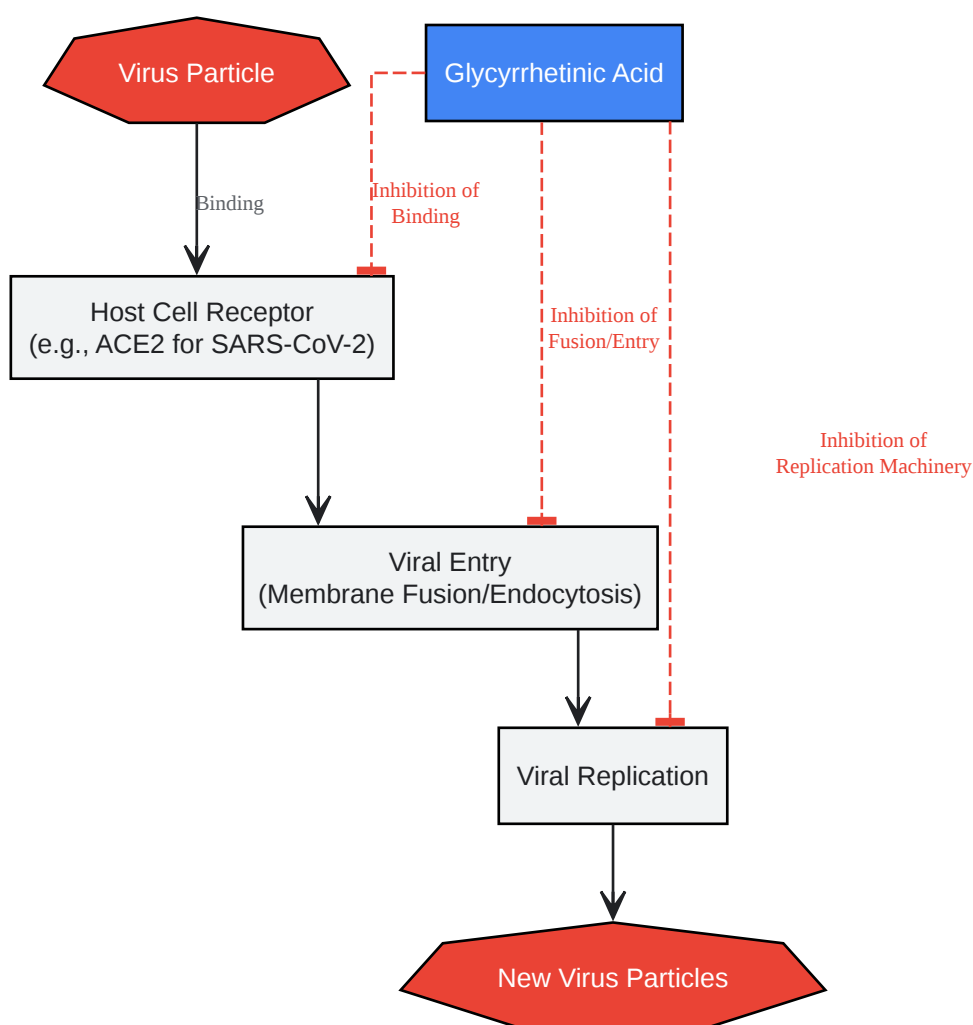 Virus Particle
Glycyrrhetinic Acid
Binding
Inhibition of
Binding
Host Cell Receptor
(e.g., ACE2 for SARS-CoV-2)
Inhibition of
Fusion/Entry
Inhibition of
Replication Machinery
Viral Entry
(Membrane Fusion/Endocytosis)
Viral Replication
New Virus Particles